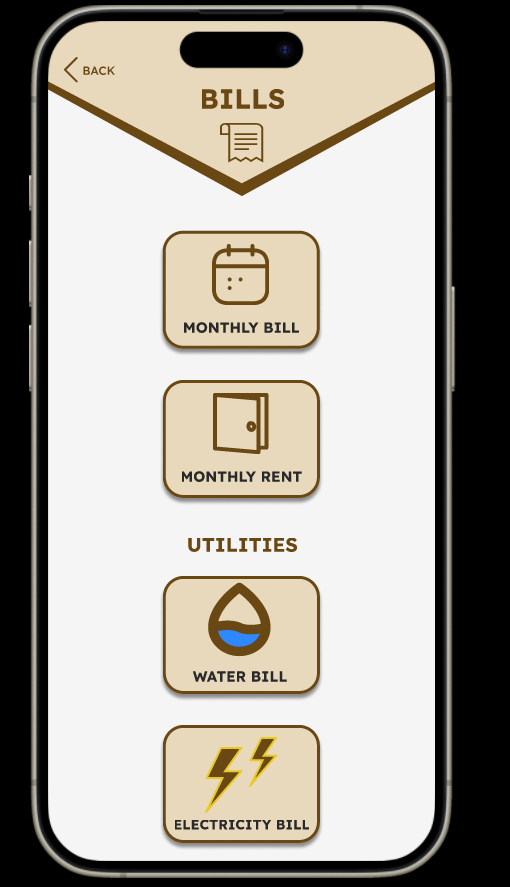 BACK
BILLS
MONTHLY BILL
MONTHLY RENT
UTILITIES
WATER BILL
ELECTRICITY BILL